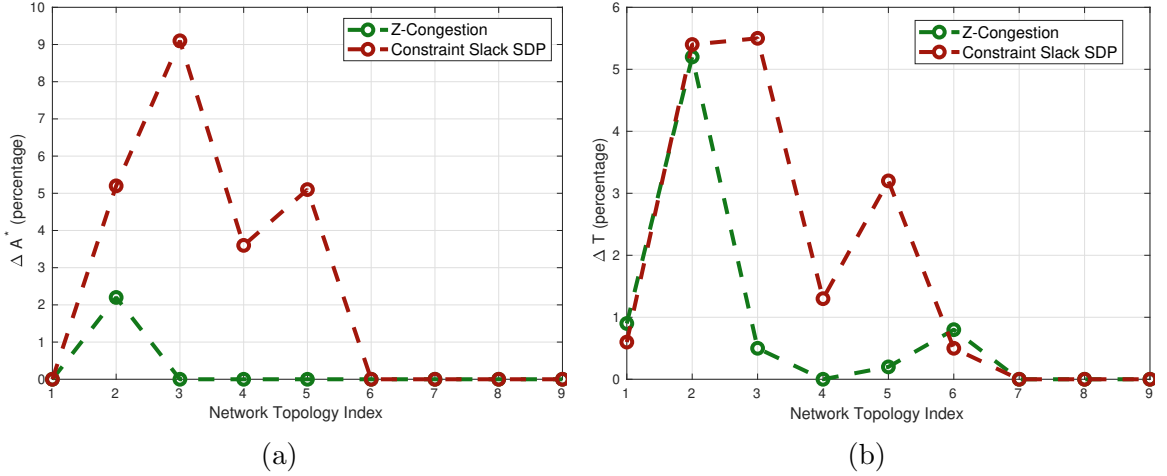 10
9
8
7
6
5
4
3
2
1
0
Δ A* (percentage)
Z-Congestion
Constraint Slack SDP
1 2 3 4 5 6 7 8 9
Network Topology Index
(a)
6
5
4
3
2
1
0
Δ T (percentage)
Z-Congestion
Constraint Slack SDP
1 2 3 4 5 6 7 8 9
Network Topology Index
(b)